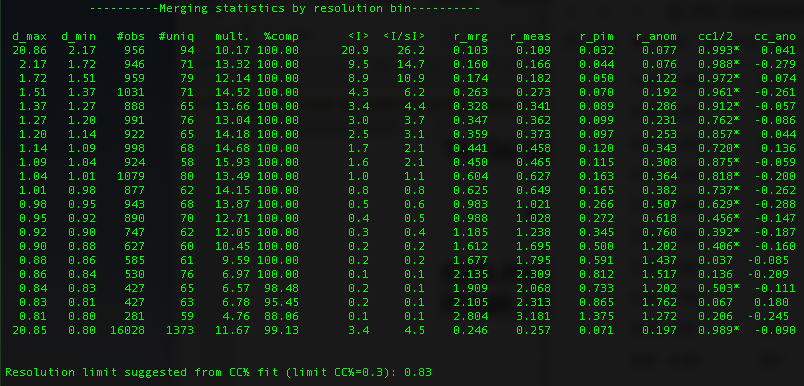 ----------Merging statistics by resolution bin----------
d_max d_min #obs #uniq mult. %comp <I> <I/sI> r_mrg r_meas r_pim r_anom cc1/2 cc_ano
20.86 2.17 956 94 10.17 100.00 20.9 26.2 0.103 0.109 0.032 0.077 0.993* 0.041
2.17 1.72 946 71 13.32 100.00 9.5 14.7 0.160 0.166 0.044 0.076 0.988* -0.279
1.72 1.51 959 79 12.14 100.00 8.9 10.9 0.174 0.182 0.050 0.122 0.972* 0.074
1.51 1.37 1031 71 14.52 100.00 4.3 6.2 0.263 0.273 0.070 0.192 0.961* -0.261
1.37 1.27 888 65 13.66 100.00 3.4 4.4 0.328 0.341 0.089 0.286 0.912* -0.057
1.27 1.20 991 76 13.04 100.00 3.0 3.7 0.347 0.362 0.099 0.231 0.762* -0.086
1.20 1.14 922 65 14.18 100.00 2.5 3.1 0.359 0.373 0.097 0.253 0.857* 0.044
1.14 1.09 998 68 14.68 100.00 1.7 2.1 0.441 0.458 0.120 0.343 0.720* 0.136
1.09 1.04 924 58 15.93 100.00 1.6 2.1 0.450 0.465 0.115 0.308 0.875* -0.059
1.04 1.01 1079 80 13.49 100.00 1.0 1.1 0.604 0.627 0.163 0.364 0.818* -0.200
1.01 0.98 877 62 14.15 100.00 0.8 0.8 0.625 0.649 0.165 0.382 0.737* -0.262
0.98 0.95 943 68 13.87 100.00 0.5 0.6 0.983 1.021 0.266 0.507 0.629* -0.288
0.95 0.92 890 70 12.71 100.00 0.4 0.5 0.988 1.028 0.272 0.618 0.456* -0.147
0.92 0.90 747 62 12.05 100.00 0.3 0.4 1.185 1.238 0.345 0.760 0.392* -0.187
0.90 0.88 627 60 10.45 100.00 0.2 0.2 1.612 1.695 0.500 1.202 0.406* -0.160
0.88 0.86 585 61 9.59 100.00 0.2 0.2 1.677 1.795 0.591 1.437 0.037 -0.085
0.86 0.84 530 76 6.97 100.00 0.1 0.1 2.135 2.309 0.812 1.517 0.136 -0.209
0.84 0.83 427 65 6.57 98.48 0.2 0.1 1.909 2.068 0.733 1.202 0.503* -0.111
0.83 0.81 427 63 6.78 95.45 0.1 0.1 2.105 2.313 0.865 1.762 0.067 0.180
0.81 0.80 281 59 4.76 88.06 0.1 0.1 2.804 3.181 1.375 1.272 0.206 -0.245
20.85 0.80 16028 1373 11.67 99.13 3.4 4.5 0.246 0.257 0.071 0.197 0.989* -0.090
Resolution limit suggested from CC½ fit (limit CC½=0.3): 0.83